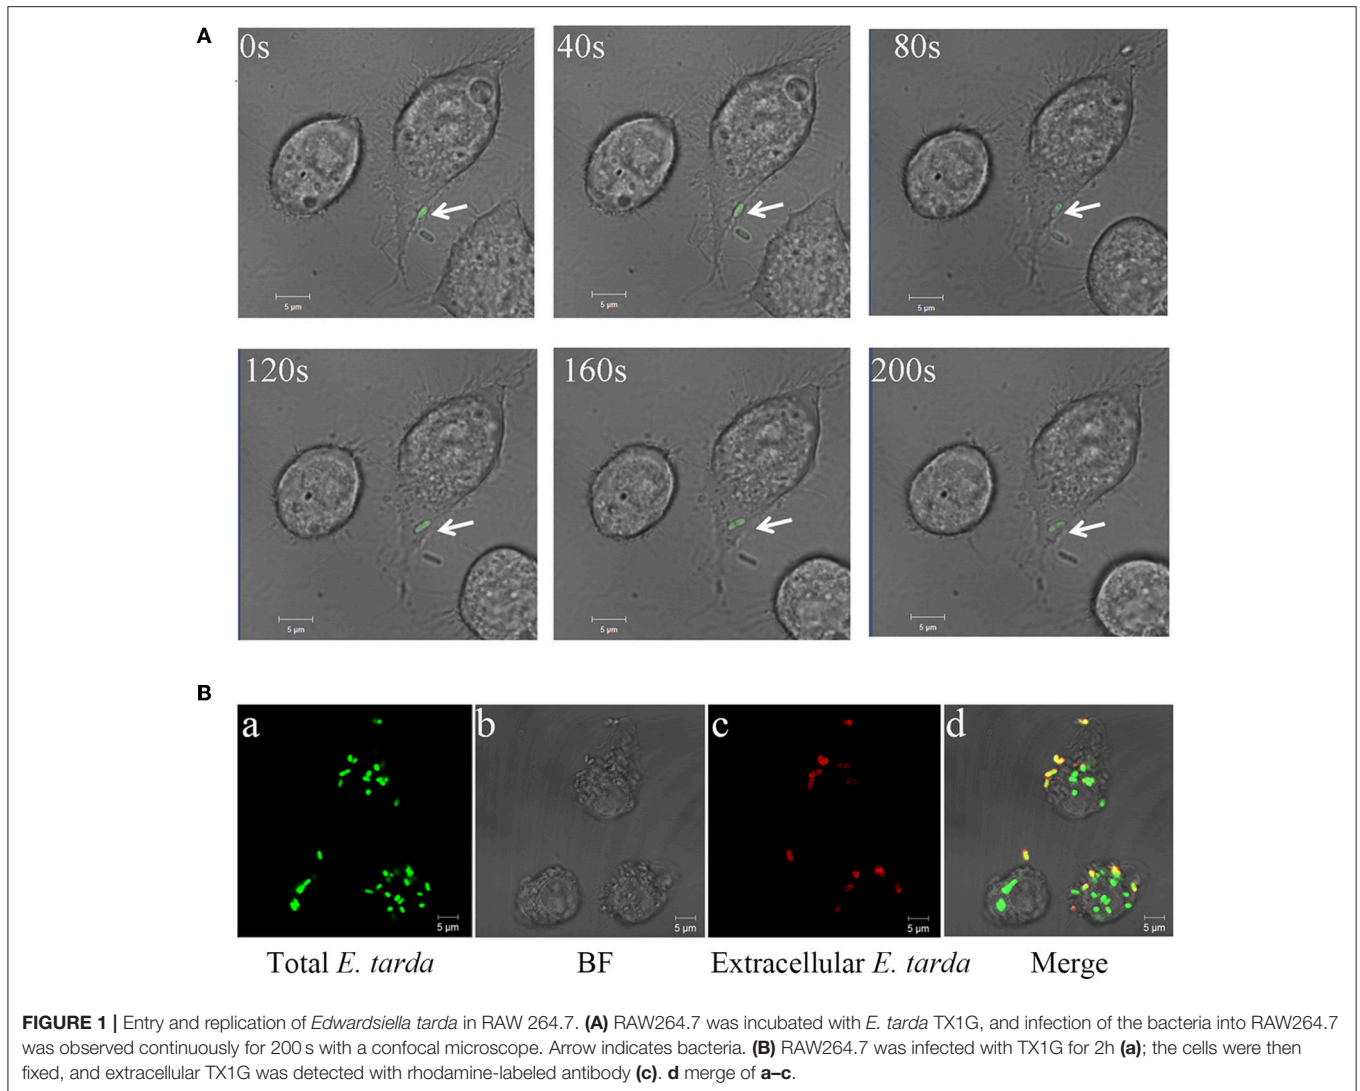 A
0s
40s
80s
5 µm
5 µm
5 µm
120s
160s
200s
5 µm
5 µm
5 µm
B
a
b
c
d
5 µm
5 µm
5 µm
5 µm
Total E. tarda
BF
Extracellular E. tarda
Merge
FIGURE 1 | Entry and replication of Edwardsiella tarda in RAW 264.7. (A) RAW264.7 was incubated with E. tarda TX1G, and infection of the bacteria into RAW264.7
was observed continuously for 200 s with a confocal microscope. Arrow indicates bacteria. (B) RAW264.7 was infected with TX1G for 2h (a); the cells were then
fixed, and extracellular TX1G was detected with rhodamine-labeled antibody (c). d merge of a–c.